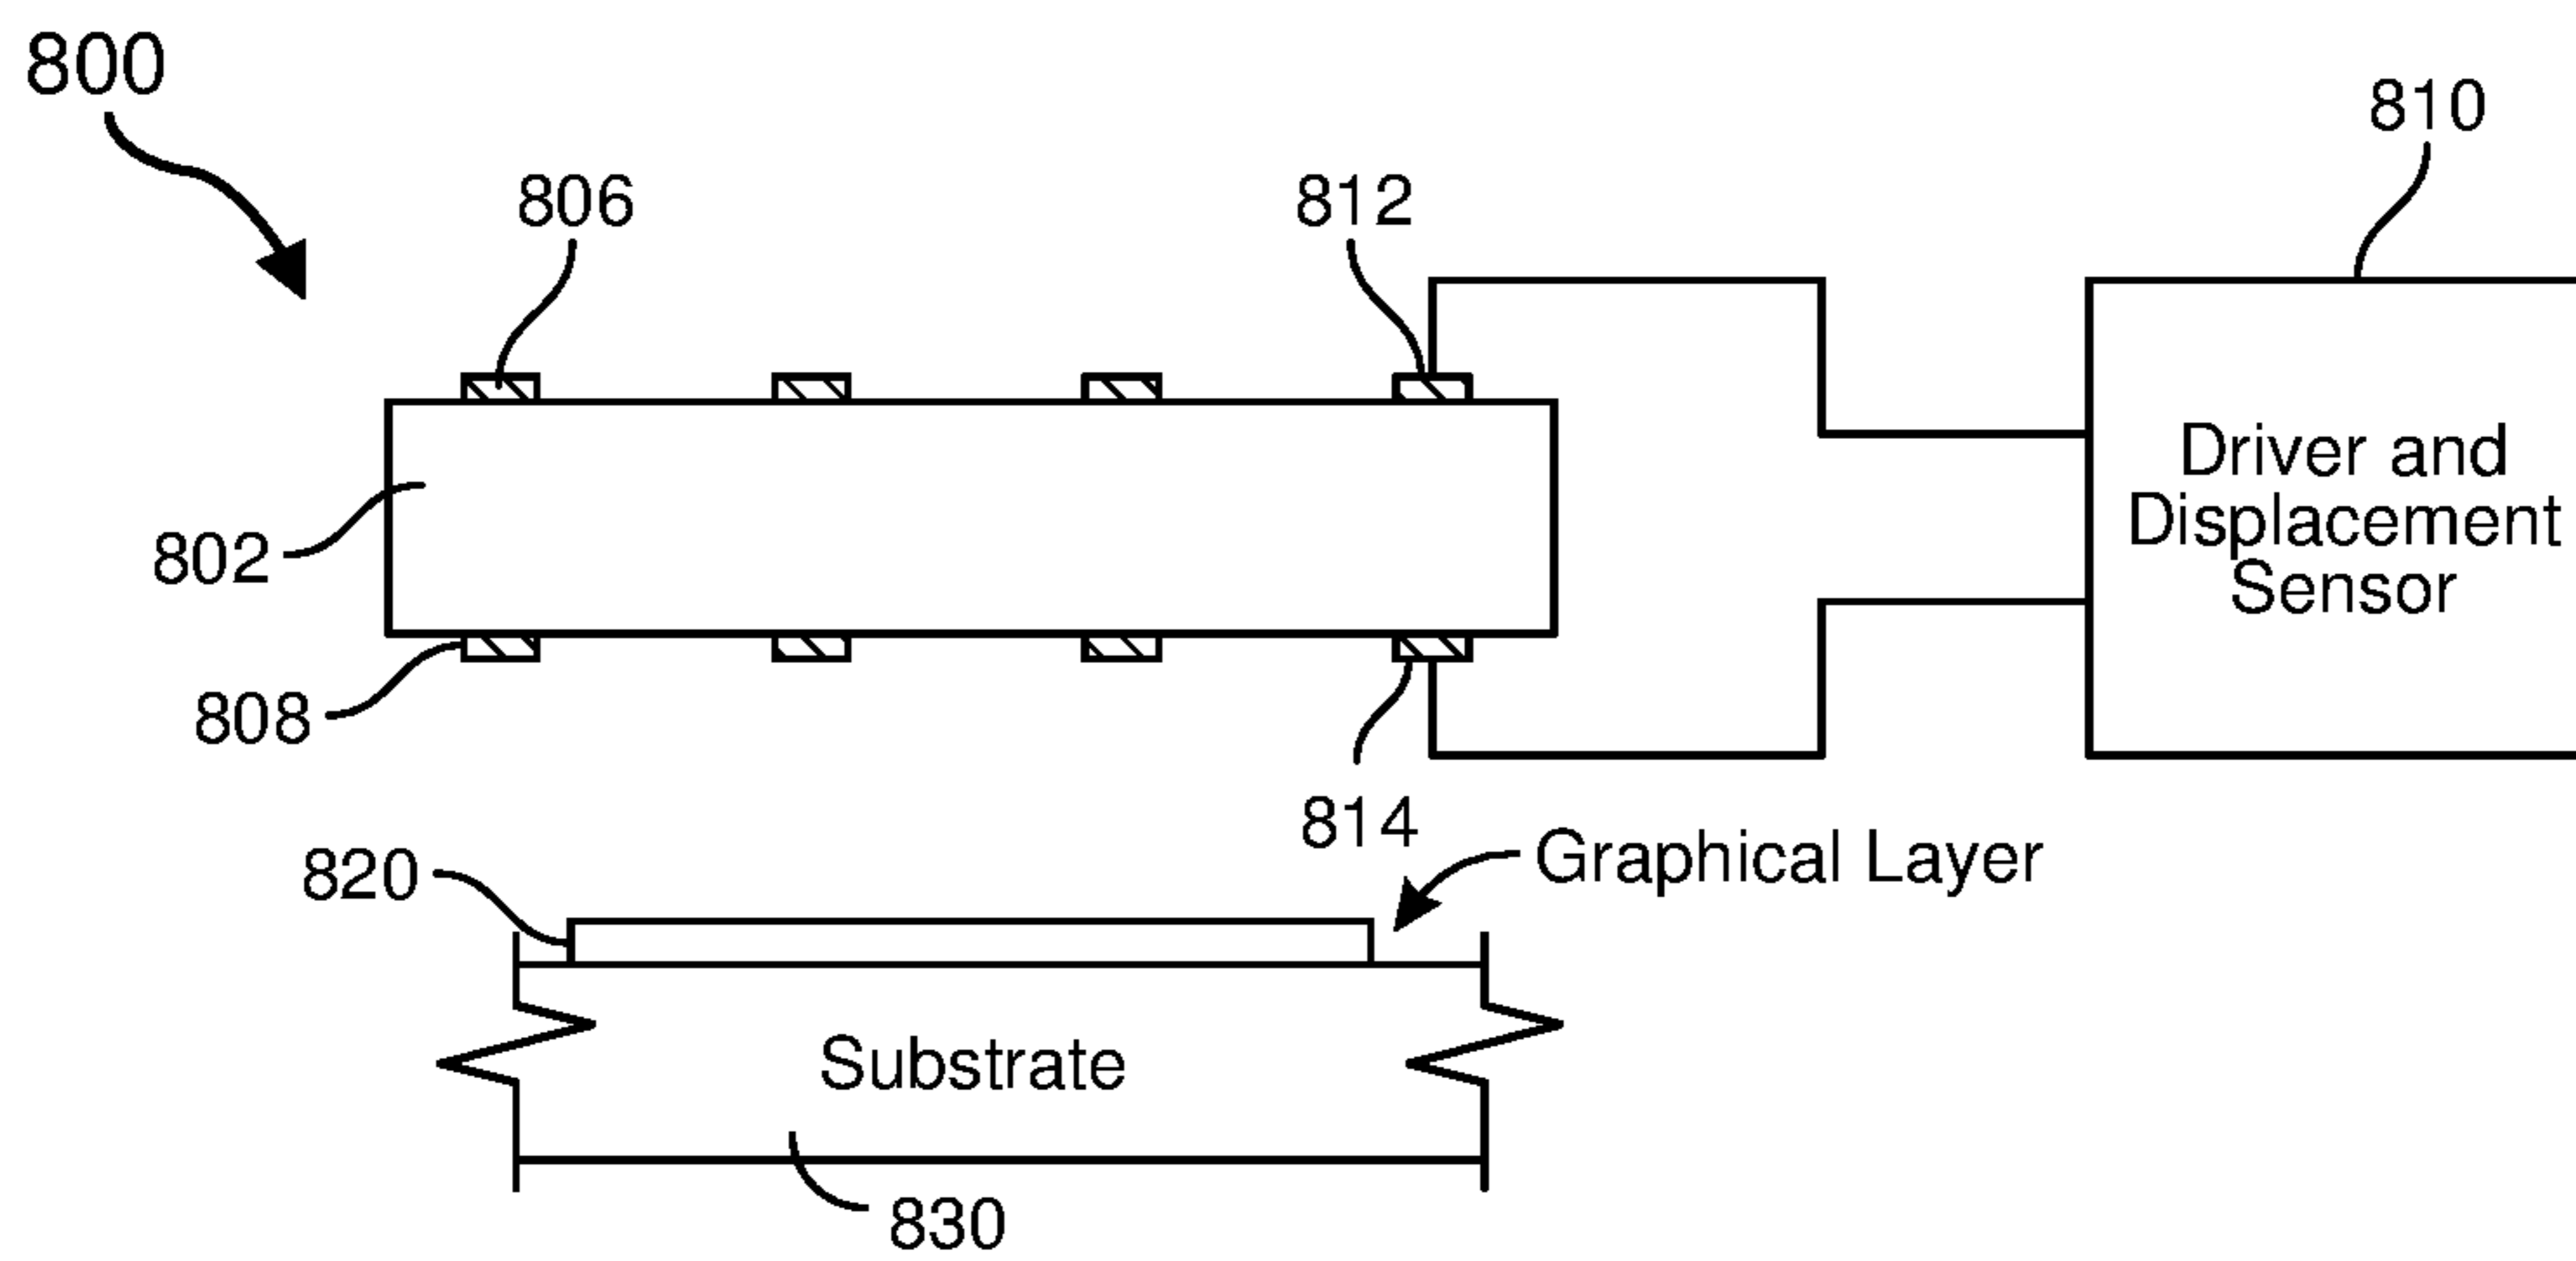 800
810
806
812
Driver and
Displacement
Sensor
802
808
814
Graphical Layer
820
Substrate
830